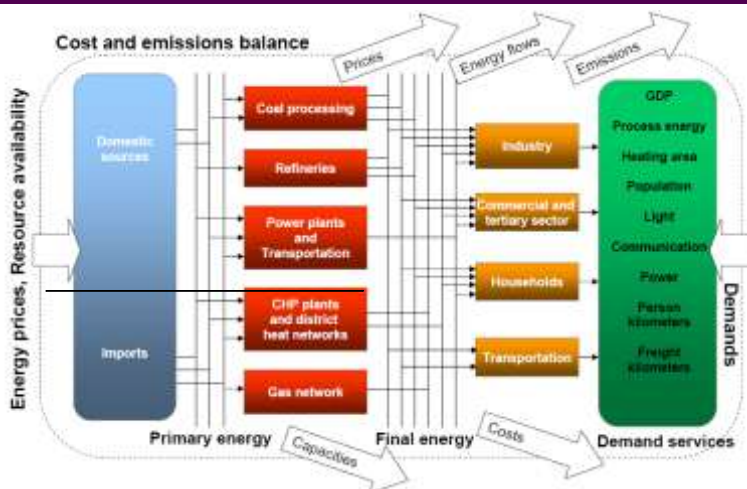 Cost and emissions balance
Prices
Energy flows
Emissions
Energy prices, Resource availability
Domestic
sources
Imports
Primary energy
Coal processing
Refineries
Power plants
and
Transportation
CHP plants
and district
heat networks
Gas network
Capacities
Final energy
Industry
Commercial and
tertiary sector
Households
Transportation
Costs
GDP
Process energy
Heating area
Population
Light
Communication
Power
Person
kilometers
Freight
kilometers
Demand services
Demands